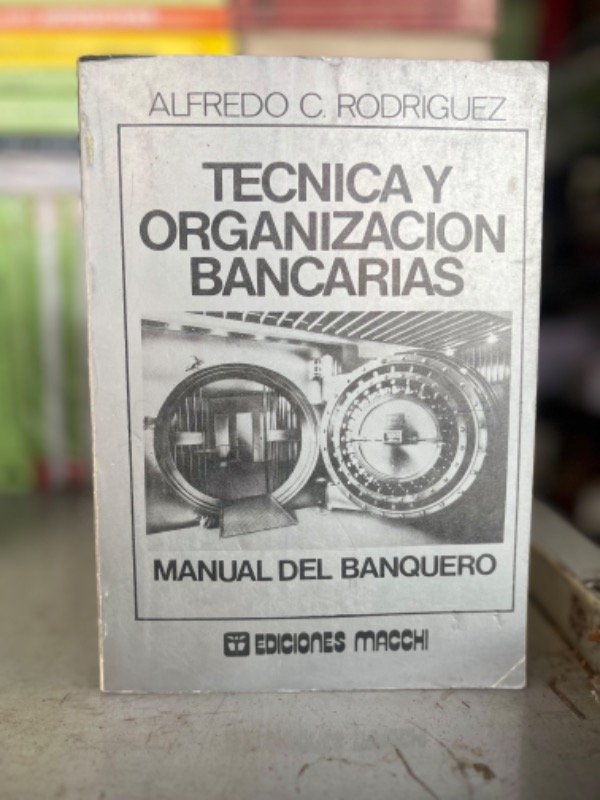 ALFREDO C. RODRIGUEZ
TECNICA Y
ORGANIZACION
BANCARIAS
MANUAL DEL BANQUERO
EDICIONES MACCHI